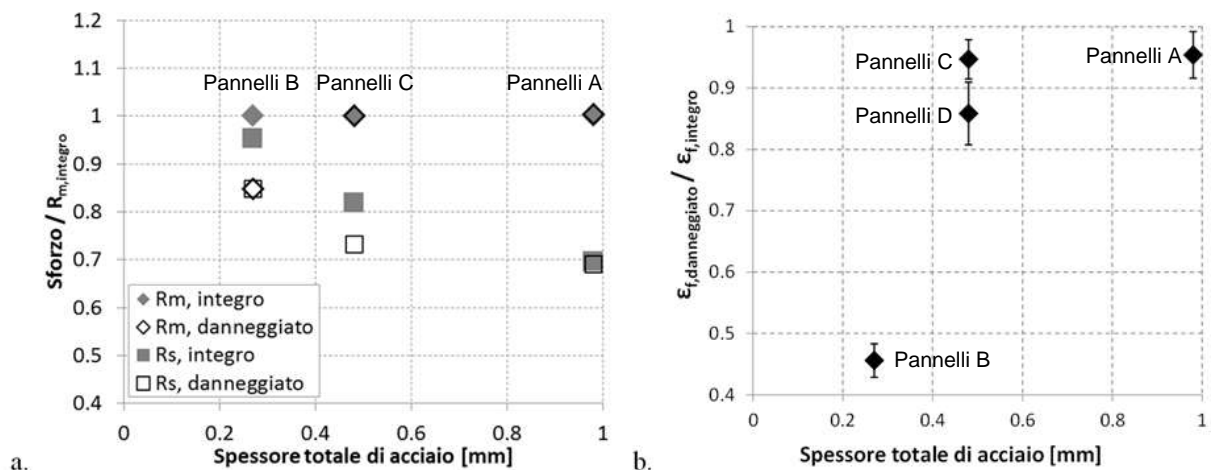 1.2
1.1
1
0.9
0.8
0.7
0.6
0.5
0.4
Sforzo / Rm,integro
Pannelli B Pannelli C Pannelli A
Rm, integro
Rm, danneggiato
Rs, integro
Rs, danneggiato
0 0.2 0.4 0.6 0.8 1
Spessore totale di acciaio [mm]
a.
1
0.9
0.8
0.7
0.6
0.5
0.4
εf,danneggiato / εf,integro
Pannelli C
Pannelli A
Pannelli D
Pannelli B
0 0.2 0.4 0.6 0.8 1
Spessore totale di acciaio [mm]
b.